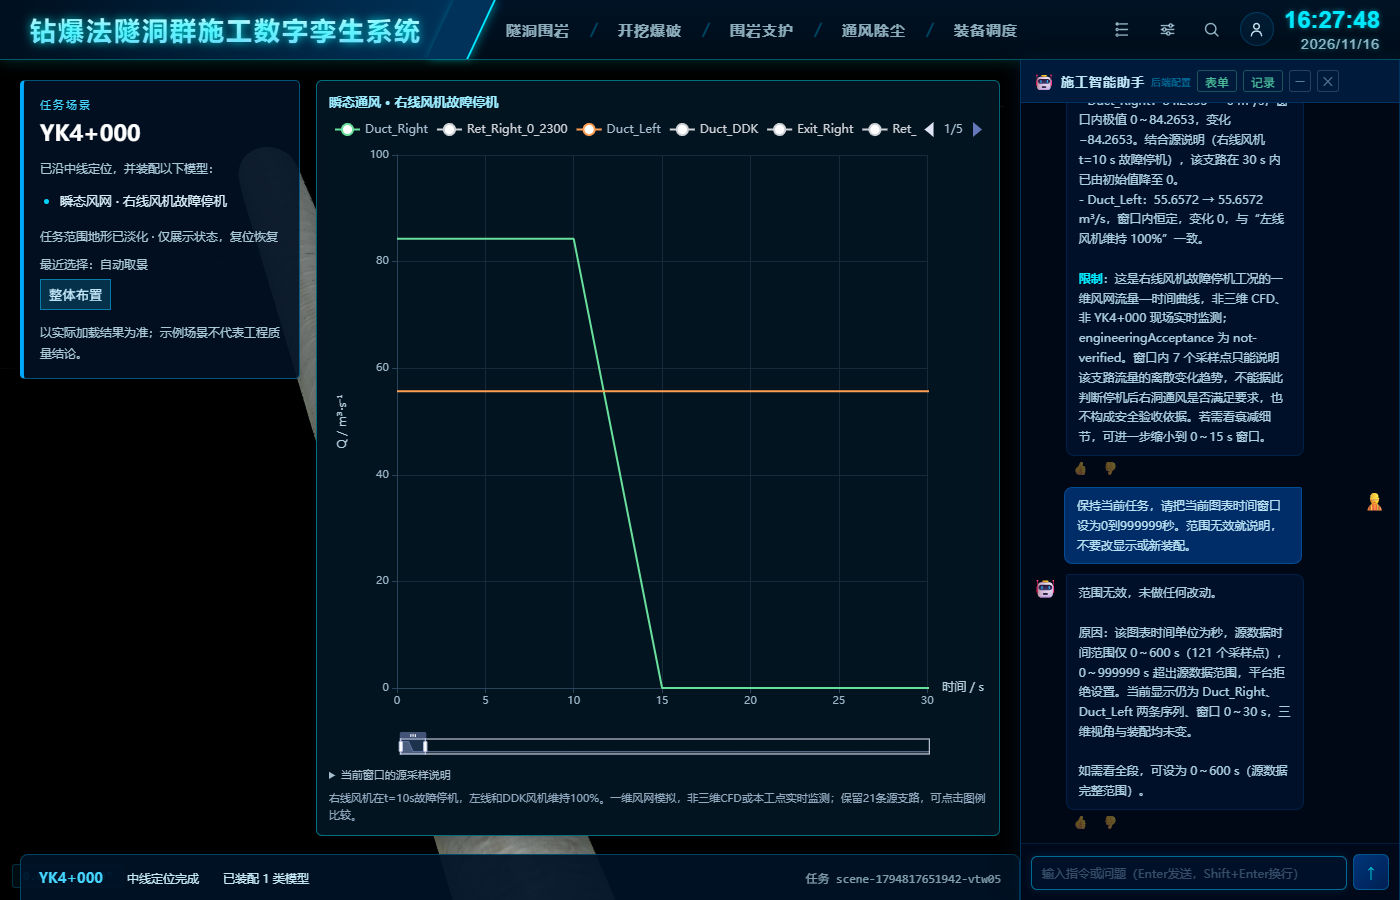 钻爆法隧洞群施工数字孪生系统
隧洞围岩 / 开挖爆破 / 围岩支护 / 通风除尘 / 装备调度
16:27:48
2026/11/16
任务场景
YK4+000
已沿中线定位，并装配以下模型：
瞬态风网 · 右线风机故障停机
任务范围地形已淡化 · 仅展示状态，复位恢复
最近选择：自动取景
整体布置
以实际加载结果为准；示例场景不代表工程质
量结论。
瞬态通风 • 右线风机故障停机
Duct_Right Ret_Right_0_2300 Duct_Left Duct_DDK Exit_Right Ret_ 1/5
100
80
60
40
20
0
Q / m³·s⁻¹
0 5 10 15 20 25 30
时间 / s
当前窗口的源采样说明
右线风机在t=10s故障停机，左线和DDK风机维持100%。一维风网模拟，非三维CFD或本工点实时监测；保留21条源支路，可点击图例
比较。
YK4+000 中线定位完成 已装配 1 类模型
任务 scene-1794817651942-vtw05
施工智能助手 后端配置 表单 记录
口内极值 0～84.2653，变化
−84.2653。结合源说明（右线风机
t=10 s 故障停机），该支路在 30 s 内
已由初始值降至 0。
- Duct_Left：55.6572 → 55.6572
m³/s，窗口内恒定，变化 0，与“左线
风机维持 100%”一致。
限制：这是右线风机故障停机工况的一
维风网流量—时间曲线，非三维 CFD、
非 YK4+000 现场实时监测；
engineeringAcceptance 为 not-
verified。窗口内 7 个采样点只能说明
该支路流量的离散变化趋势，不能据此
判断停机后右洞通风是否满足要求，也
不构成安全验收依据。若需看衰减细
节，可进一步缩小到 0～15 s 窗口。
保持当前任务，请把当前图表时间窗口
设为0到999999秒。范围无效就说明，
不要改显示或新装配。
范围无效，未做任何改动。
原因：该图表时间单位为秒，源数据时
间范围仅 0～600 s（121 个采样点），
0～999999 s 超出源数据范围，平台拒
绝设置。当前显示仍为 Duct_Right、
Duct_Left 两条序列、窗口 0～30 s，三
维视角与装配均未变。
如需看全段，可设为 0～600 s（源数据
完整范围）。
输入指令或问题（Enter发送，Shift+Enter换行）